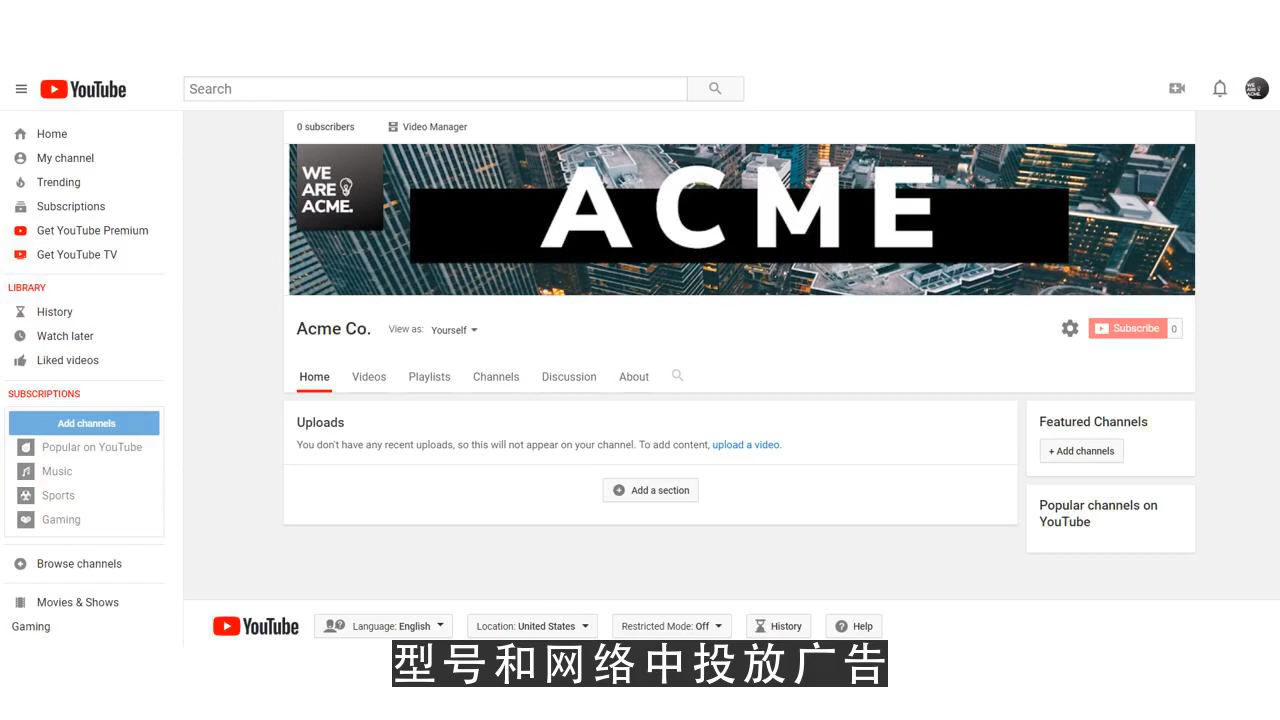 YouTube
Search
Home
My channel
Trending
Subscriptions
Get YouTube Premium
Get YouTube TV
LIBRARY
History
Watch later
Liked videos
SUBSCRIPTIONS
Add channels
Popular on YouTube
Music
Sports
Gaming
Browse channels
Movies & Shows
Gaming
0 subscribers
Video Manager
WE
ARE
ACME.
ACME
Acme Co.
View as: Yourself
Subscribe 0
Home Videos Playlists Channels Discussion About
Uploads
You don't have any recent uploads, so this will not appear on your channel. To add content, upload a video.
Add a section
Featured Channels
+ Add channels
Popular channels on
YouTube
YouTube
Language: English
Location: United States
Restricted Mode: Off
History
Help
型号和网络中投放广告